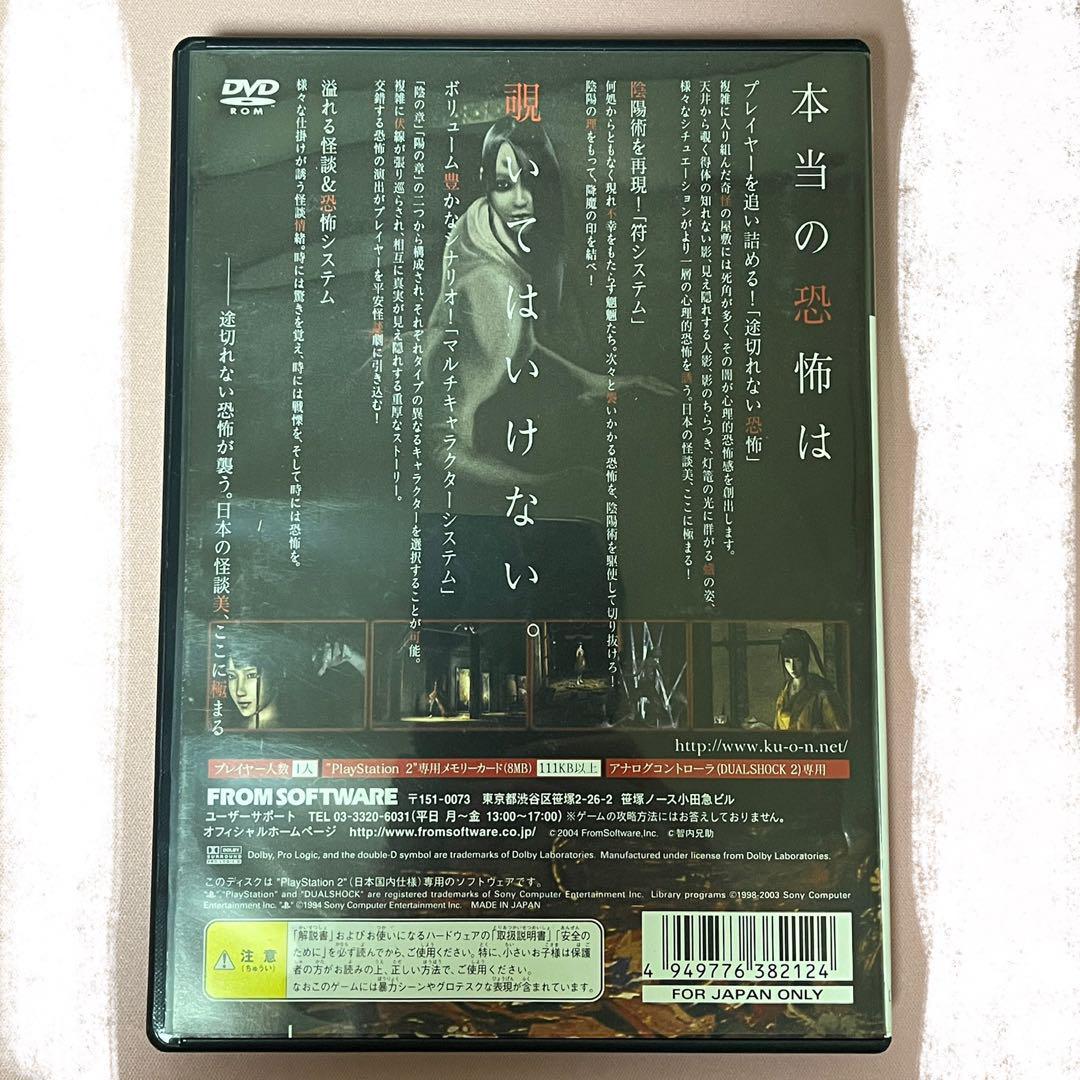 DVD
ROM
本当の恐怖は
プレイヤーを追い詰める!「途切れない恐怖」
複雑に入り組んだ奇怪の屋敷には死角が多く、その闇が心理的恐怖感を創出します。
天井から覗く得体の知れない影、見え隠れする人影、影のちらつき、灯篭の光に群がる蛾の姿、
様々なシチュエーションがより一層の心理的恐怖を誘う。日本の怪談美、ここに極まる!
陰陽術を再現!「符システム」
何処からともなく現れ不幸をもたらす魍魎たち。次々と襲いかかる恐怖を、陰陽術を駆使して切り抜けろ!
陰陽の理をもって、降魔の印を結べ!
覗いてはいけない。
ボリューム豊かなシナリオ!「マルチキャラクターシステム」
「陰の章」「陽の章」の二つから構成され、それぞれタイプの異なるキャラクターを選択することが可能。
複雑に伏線が張り巡らされ、相互に真実が見え隠れする重厚なストーリー。
交錯する恐怖の演出がプレイヤーを平安怪謎劇に引き込む!
溢れる怪談&恐怖システム
様々な仕掛けが誘う怪談情緒。時には驚きを覚え、時には戦慄を、そして時には恐怖を。
――途切れない恐怖が襲う。日本の怪談美、ここに極まる
http://www.ku-o-n.net/
プレイヤー人数 1人 "PlayStation 2"専用メモリーカード(8MB) 111KB以上 アナログコントローラ(DUALSHOCK 2)専用
FROM SOFTWARE 〒151-0073 東京都渋谷区笹塚2-26-2 笹塚ノース小田急ビル
ユーザーサポート TEL 03-3320-6031(平日 月〜金 13:00〜17:00) ※ゲームの攻略方法にはお答えしておりません。
オフィシャルホームページ http://www.fromsoftware.co.jp/ ©2004 FromSoftware,Inc. ©智内兄助
DOLBY SURROUND PRO LOGIC II Dolby, Pro Logic, and the double-D symbol are trademarks of Dolby Laboratories. Manufactured under license from Dolby Laboratories.
このディスクは "PlayStation 2"(日本国内仕様)専用のソフトウェアです。
"PlayStation" and "DUALSHOCK" are registered trademarks of Sony Computer Entertainment Inc. Library programs ©1998-2003 Sony Computer
Entertainment Inc. ©1994 Sony Computer Entertainment Inc. MADE IN JAPAN
注意
(ちゅうい)
「解説書」およびお使いになるハードウェアの「取扱説明書」「安全の
ために」を必ず読んでから、ご使用ください。特に、小さいお子様は保護
者の方がお読みの上、正しい方法で、ご使用ください。
なおこのゲームには暴力シーンやグロテスクな表現が含まれています。
4 949776 382124
FOR JAPAN ONLY